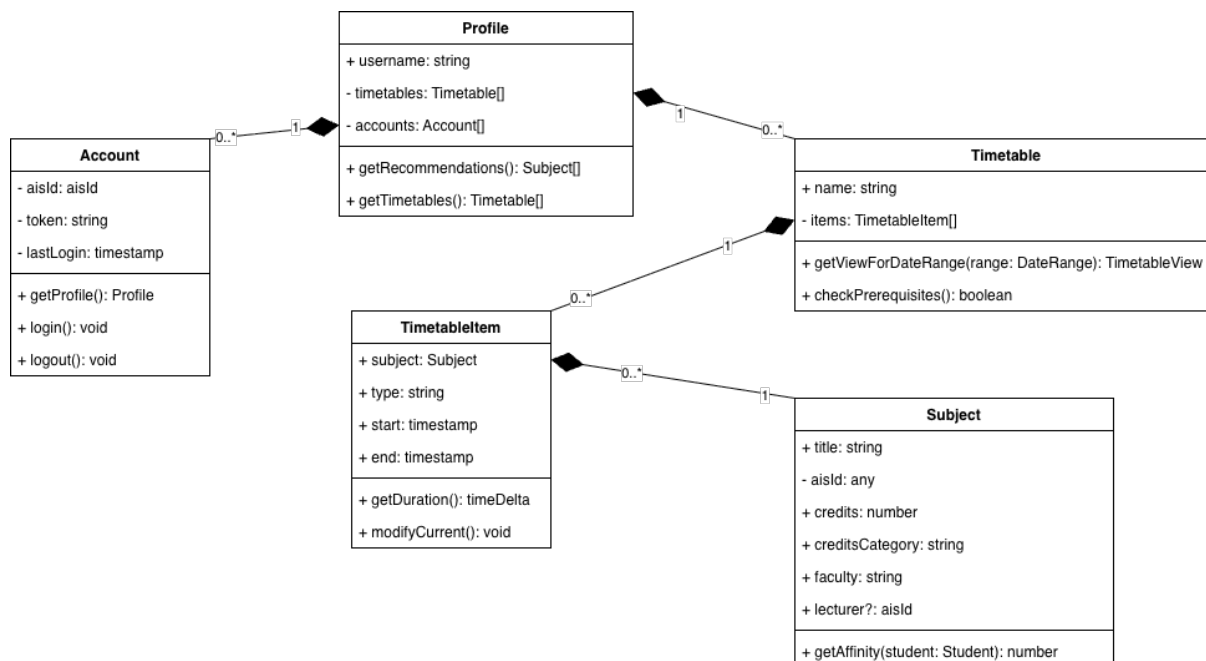 Profile
+ username: string
- timetables: Timetable[]
- accounts: Account[]
+ getRecommendations(): Subject[]
+ getTimetables(): Timetable[]
1
0..*
1
0..*
Account
- aisId: aisId
- token: string
- lastLogin: timestamp
+ getProfile(): Profile
+ login(): void
+ logout(): void
Timetable
+ name: string
- items: TimetableItem[]
+ getViewForDateRange(range: DateRange): TimetableView
+ checkPrerequisites(): boolean
1
0..*
TimetableItem
+ subject: Subject
+ type: string
+ start: timestamp
+ end: timestamp
+ getDuration(): timeDelta
+ modifyCurrent(): void
0..*
1
Subject
+ title: string
- aisId: any
+ credits: number
+ creditsCategory: string
+ faculty: string
+ lecturer?: aisId
+ getAffinity(student: Student): number